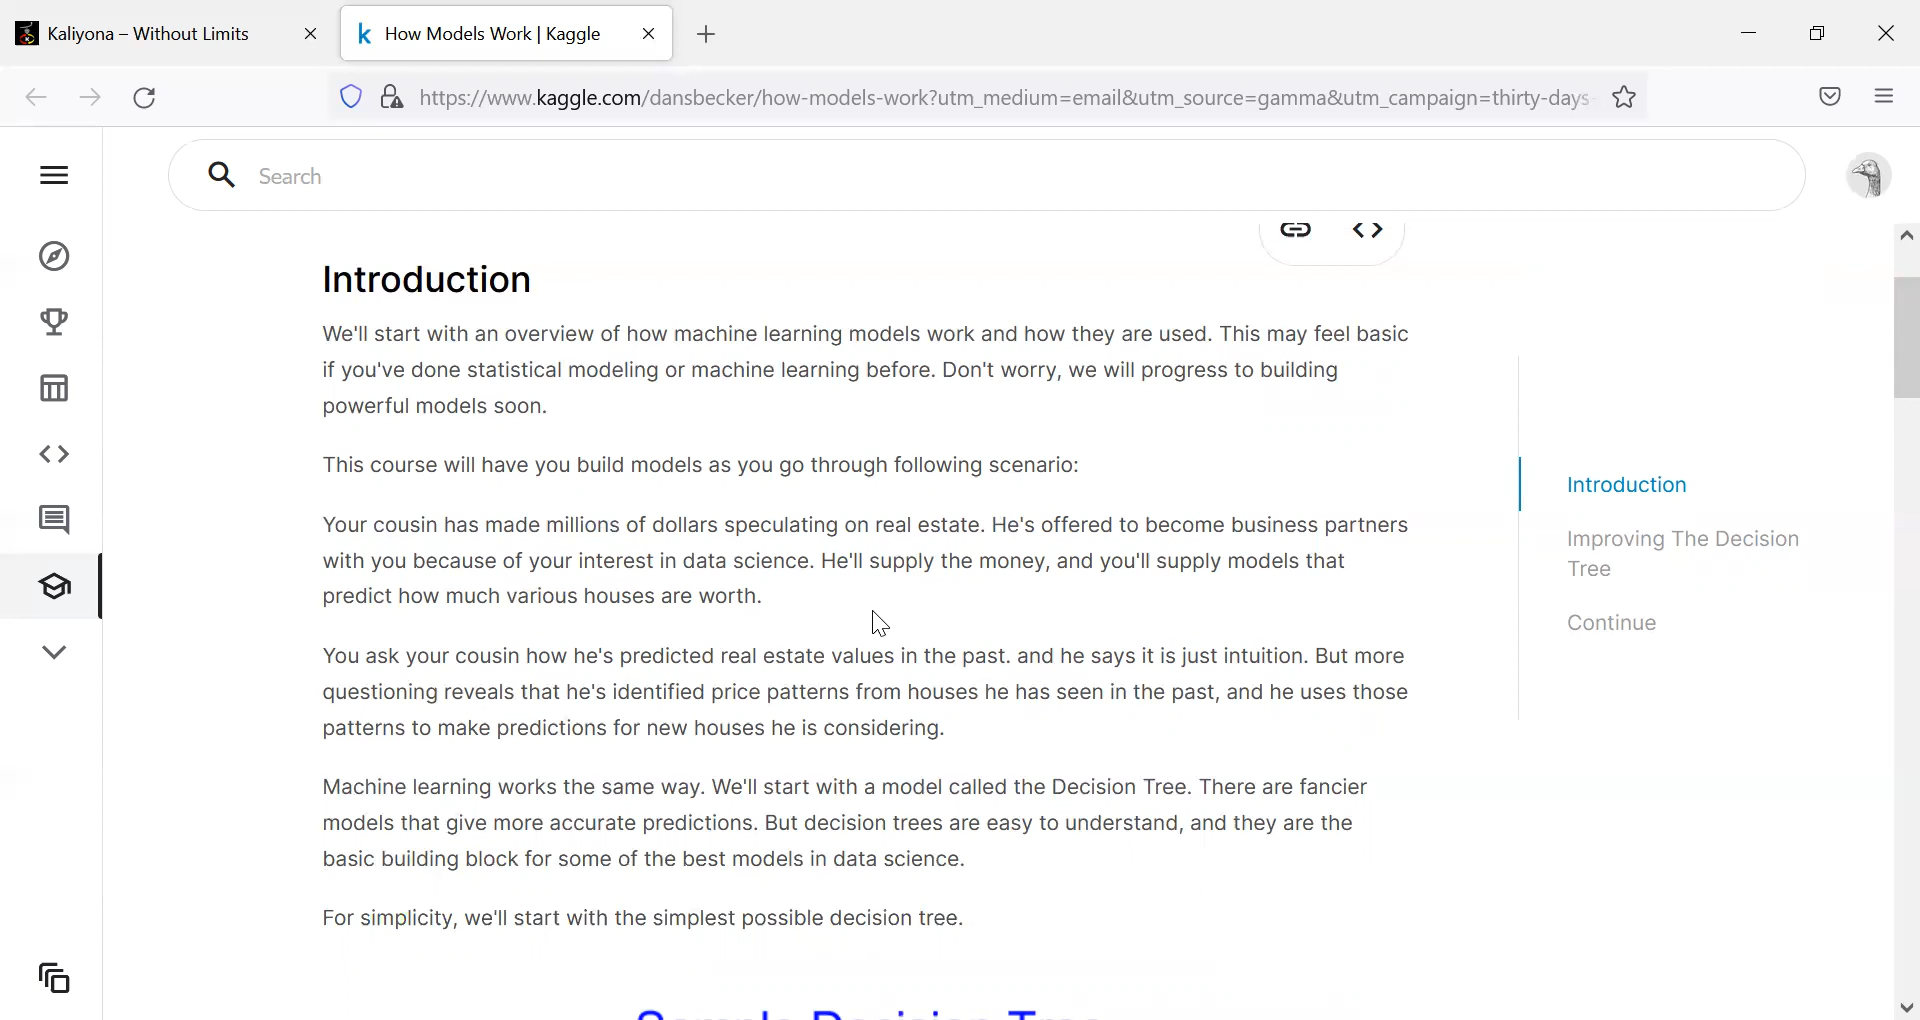 Kaliyona – Without Limits
How Models Work | Kaggle
https://www.kaggle.com/dansbecker/how-models-work?utm_medium=email&utm_source=gamma&utm_campaign=thirty-days-
Search
Introduction
We'll start with an overview of how machine learning models work and how they are used. This may feel basic
if you've done statistical modeling or machine learning before. Don't worry, we will progress to building
powerful models soon.
This course will have you build models as you go through following scenario:
Your cousin has made millions of dollars speculating on real estate. He's offered to become business partners
with you because of your interest in data science. He'll supply the money, and you'll supply models that
predict how much various houses are worth.
You ask your cousin how he's predicted real estate values in the past. and he says it is just intuition. But more
questioning reveals that he's identified price patterns from houses he has seen in the past, and he uses those
patterns to make predictions for new houses he is considering.
Machine learning works the same way. We'll start with a model called the Decision Tree. There are fancier
models that give more accurate predictions. But decision trees are easy to understand, and they are the
basic building block for some of the best models in data science.
For simplicity, we'll start with the simplest possible decision tree.
Introduction
Improving The Decision
Tree
Continue